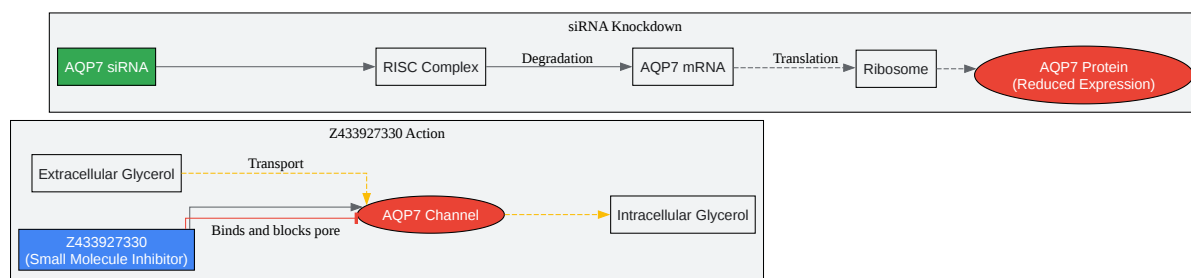 siRNA Knockdown
AQP7 siRNA
RISC Complex
Degradation
AQP7 mRNA
Translation
Ribosome
AQP7 Protein
(Reduced Expression)
Z433927330 Action
Extracellular Glycerol
Transport
AQP7 Channel
Intracellular Glycerol
Binds and blocks pore
Z433927330
(Small Molecule Inhibitor)